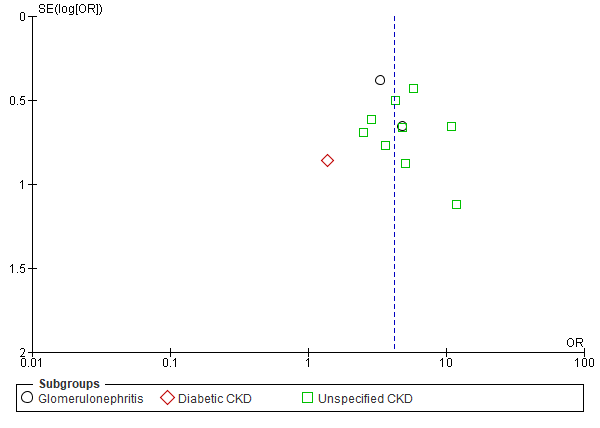 SE(log[OR])
0
0.5
1
1.5
2
OR
0.01 0.1 1 10 100
Subgroups
Glomerulonephritis Diabetic CKD Unspecified CKD